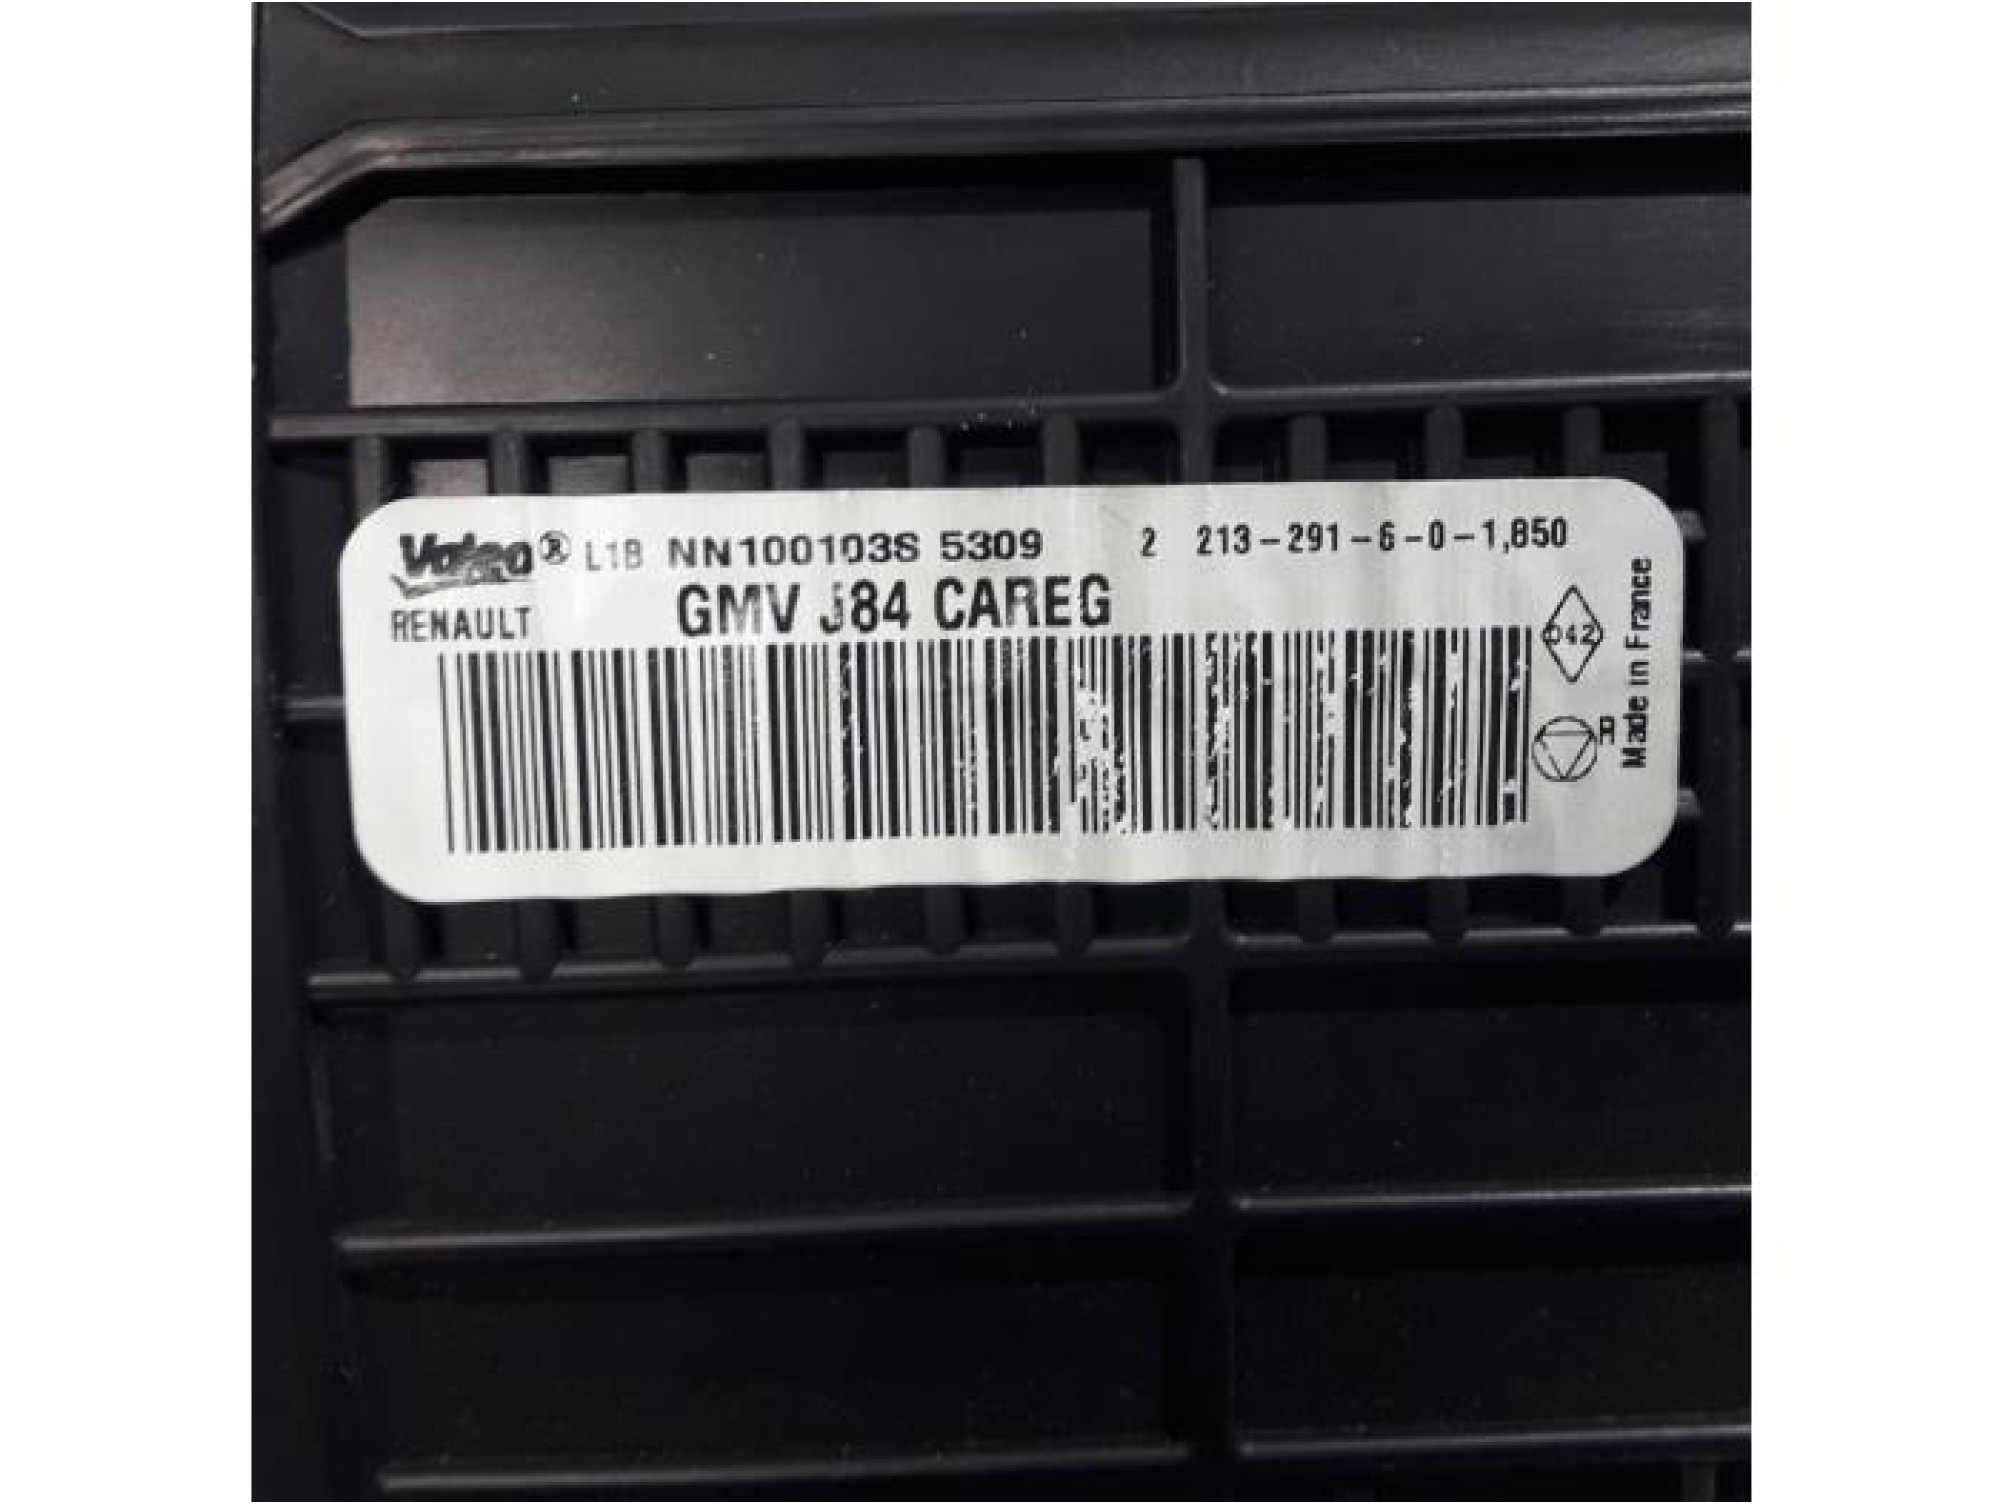 Valeo® L1B NN100103S 5309 2 213-291-6-0-1,850
RENAULT GMV J84 CAREG
042
R
Made in France